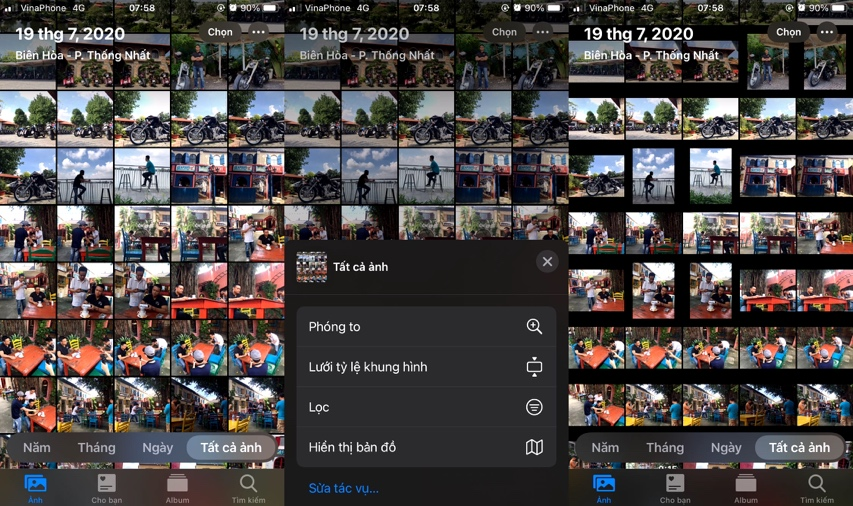 VinaPhone 4G 07:58 90%
19 thg 7, 2020
Chọn
Biên Hòa - P. Thống Nhất
Năm Tháng Ngày Tất cả ảnh
Ảnh Cho bạn Album Tìm kiếm
VinaPhone 4G 07:58 90%
19 thg 7, 2020
Chọn
Biên Hòa - P. Thống Nhất
Tất cả ảnh
Phóng to
Lưới tỷ lệ khung hình
Lọc
Hiển thị bản đồ
Sửa tác vụ...
VinaPhone 4G 07:58 90%
19 thg 7, 2020
Chọn
Biên Hòa - P. Thống Nhất
Năm Tháng Ngày Tất cả ảnh
Ảnh Cho bạn Album Tìm kiếm